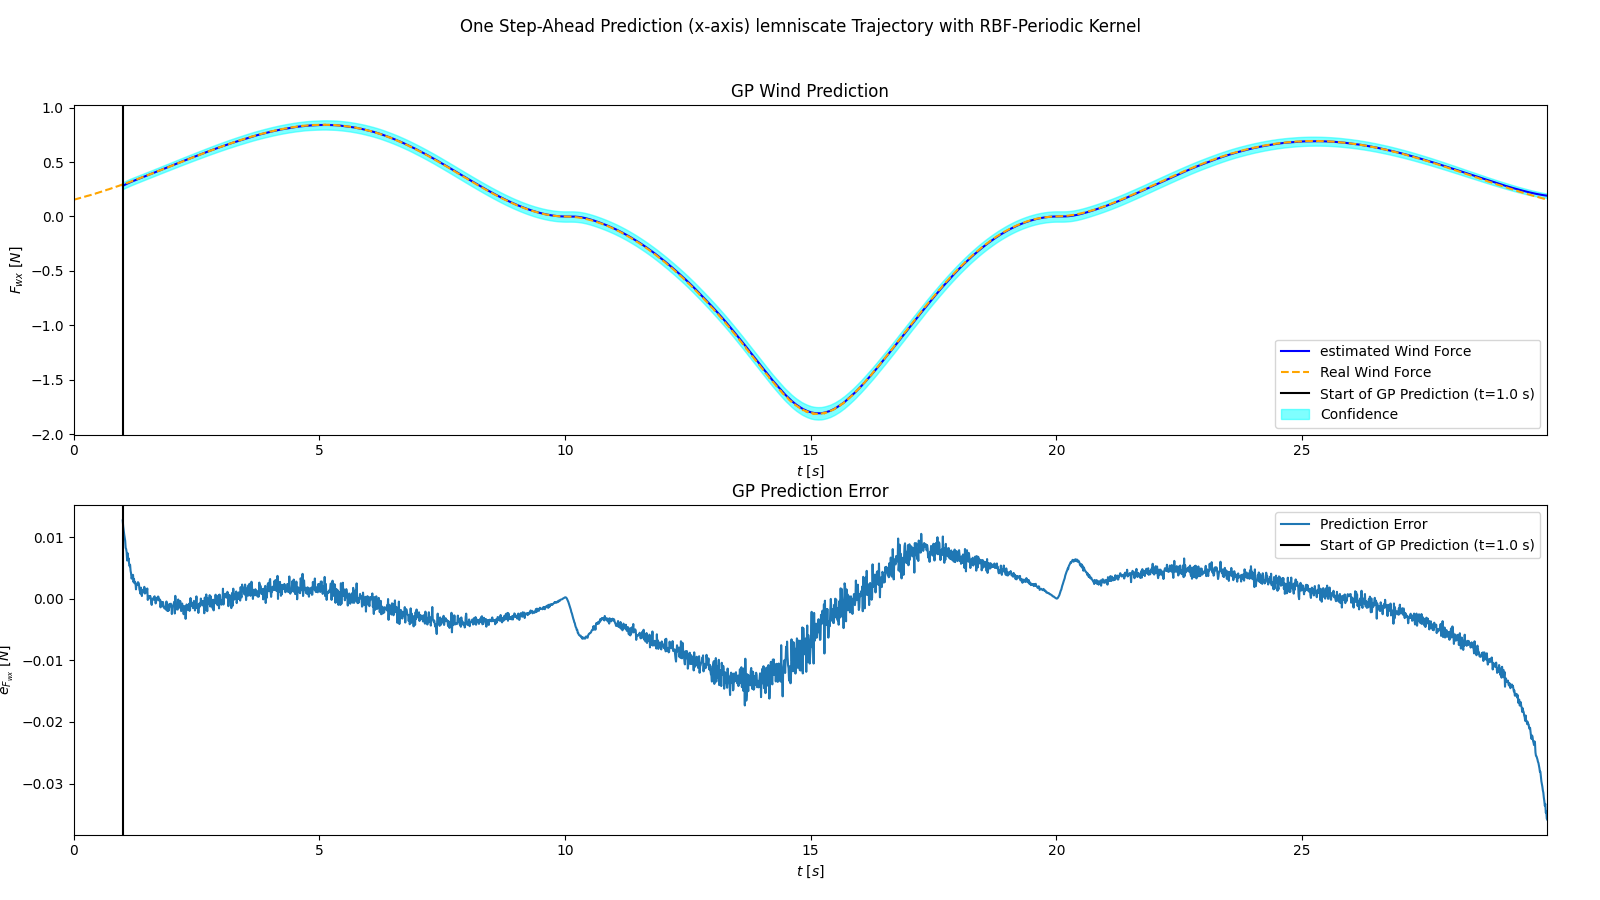 One Step-Ahead Prediction (x-axis) lemniscate Trajectory with RBF-Periodic Kernel
GP Wind Prediction
1.0
0.5
0.0
−0.5
−1.0
−1.5
−2.0
F_wx [N]
estimated Wind Force
Real Wind Force
Start of GP Prediction (t=1.0 s)
Confidence
0 5 10 15 20 25
t [s]
GP Prediction Error
0.01
0.00
−0.01
−0.02
−0.03
e_F_wx [N]
Prediction Error
Start of GP Prediction (t=1.0 s)
0 5 10 15 20 25
t [s]